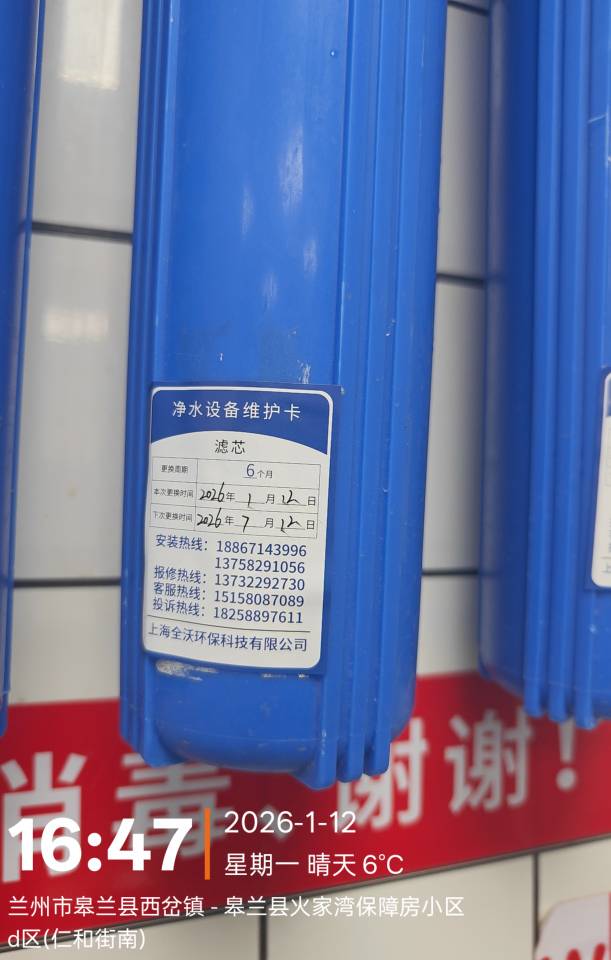 净水设备维护卡
滤芯
更换周期 6个月
本次更换时间 2026年 1 月 12 日
下次更换时间 2026年 7 月 12 日
安装热线：18867143996
13758291056
报修热线：13732292730
客服热线：15158087089
投诉热线：18258897611
上海全沃环保科技有限公司
消毒，谢谢！
16:47
2026-1-12
星期一 晴天 6℃
兰州市皋兰县西岔镇 - 皋兰县火家湾保障房小区
d区(仁和街南)